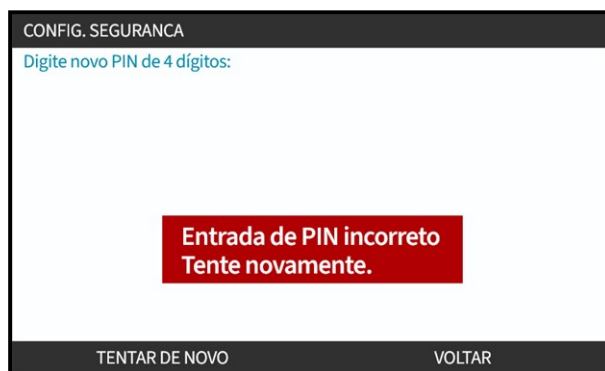 CONFIG. SEGURANCA
Digite novo PIN de 4 dígitos:
Entrada de PIN incorreto
Tente novamente.
TENTAR DE NOVO VOLTAR